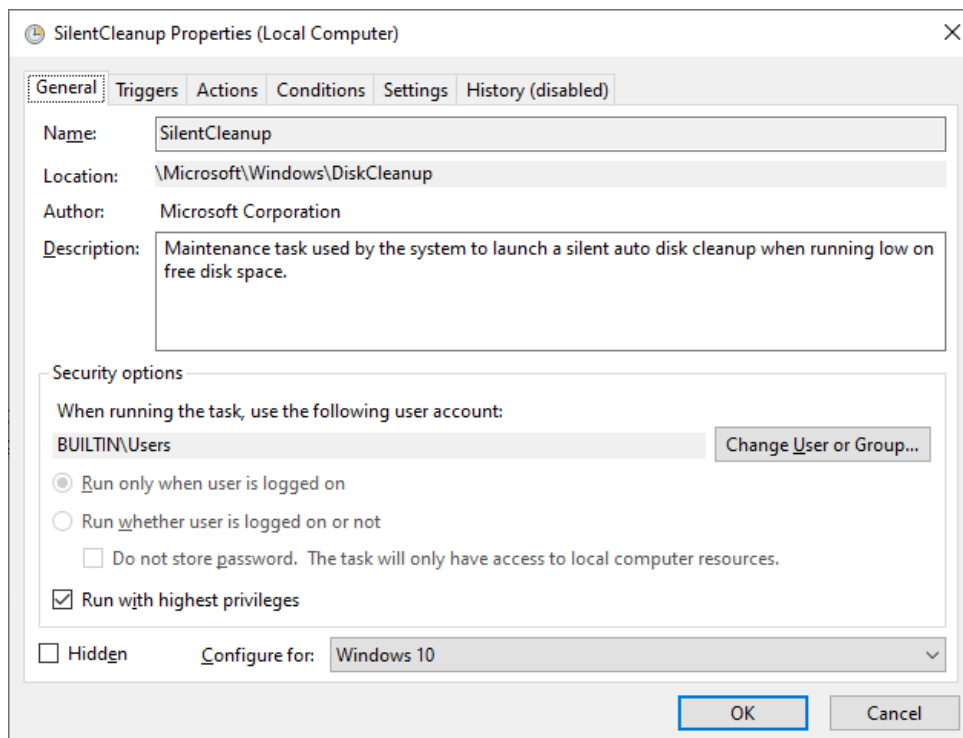 SilentCleanup Properties (Local Computer)
General Triggers Actions Conditions Settings History (disabled)
Name: SilentCleanup
Location: \Microsoft\Windows\DiskCleanup
Author: Microsoft Corporation
Description: Maintenance task used by the system to launch a silent auto disk cleanup when running low on
free disk space.
Security options
When running the task, use the following user account:
BUILTIN\Users Change User or Group...
Run only when user is logged on
Run whether user is logged on or not
Do not store password. The task will only have access to local computer resources.
Run with highest privileges
Hidden Configure for: Windows 10
OK Cancel